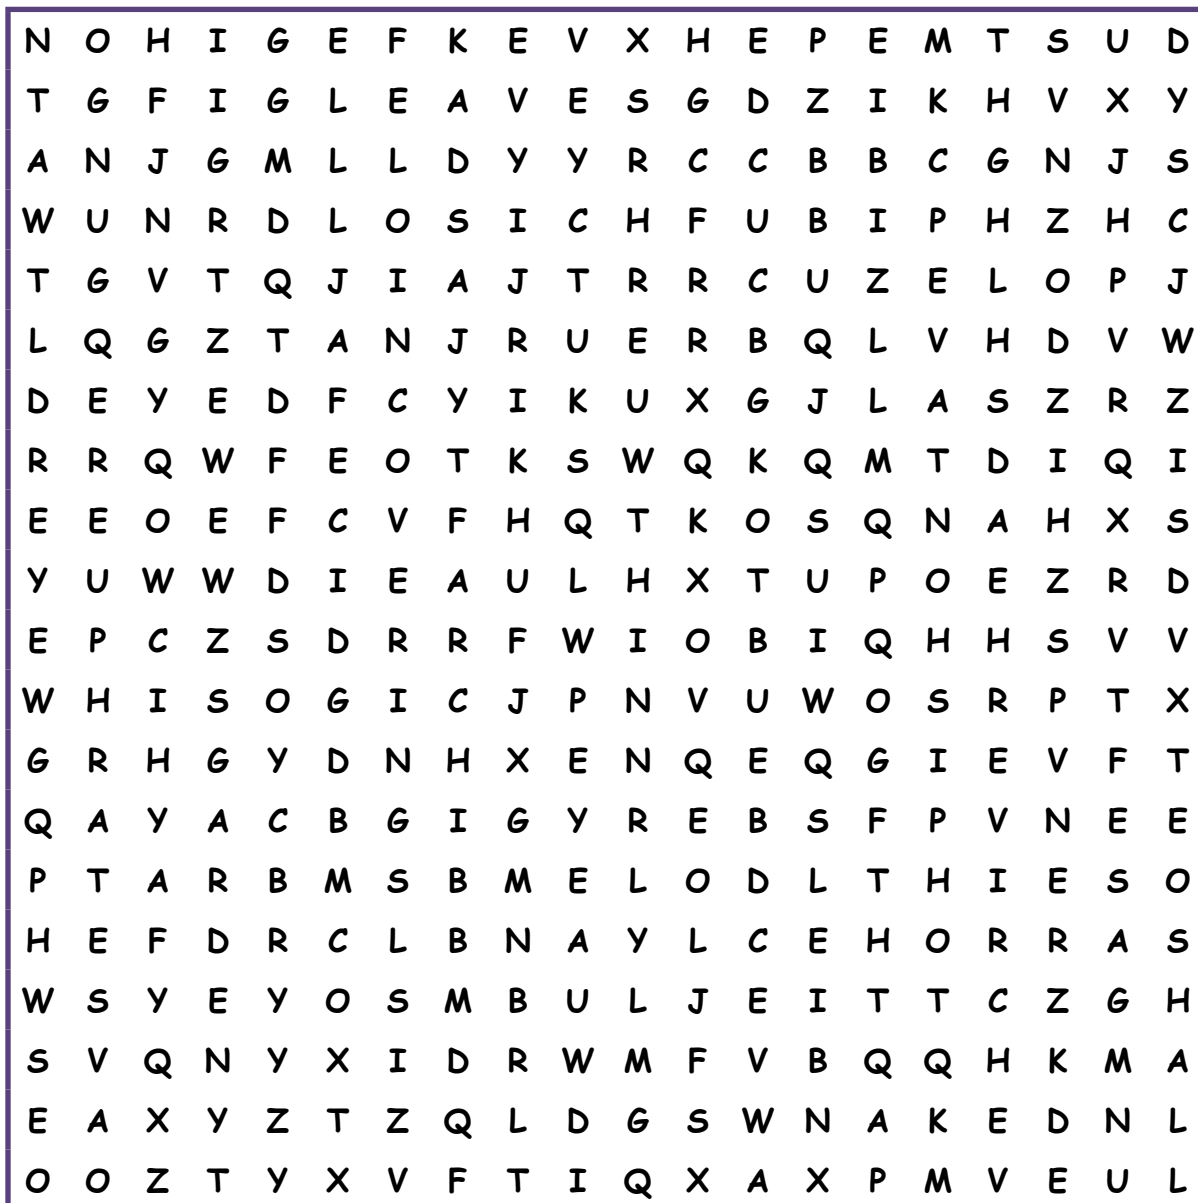 N O H I G E F K E V X H E P E M T S U D
T G F I G L E A V E S G D Z I K H V X Y
A N J G M L L D Y Y R C C B B C G N J S
W U N R D L O S I C H F U B I P H Z H C
T G V T Q J I A J T R R C U Z E L O P J
L Q G Z T A N J R U E R B Q L V H D V W
D E Y E D F C Y I K U X G J L A S Z R Z
R R Q W F E O T K S W Q K Q M T D I Q I
E E O E F C V F H Q T K O S Q N A H X S
Y U W W D I E A U L H X T U P O E Z R D
E P C Z S D R R F W I O B I Q H H S V V
W H I S O G I C J P N V U W O S R P T X
G R H G Y D N H X E N Q E Q G I E V F T
Q A Y A C B G I G Y R E B S F P V N E E
P T A R B M S B M E L O D L T H I E S O
H E F D R C L B N A Y L C E H O R R A S
W S Y E Y O S M B U L J E I T T C Z G H
S V Q N Y X I D R W M F V B Q Q H K M A
E A X Y Z T Z Q L D G S W N A K E D N L
O O Z T Y X V F T I Q X A X P M V E U L